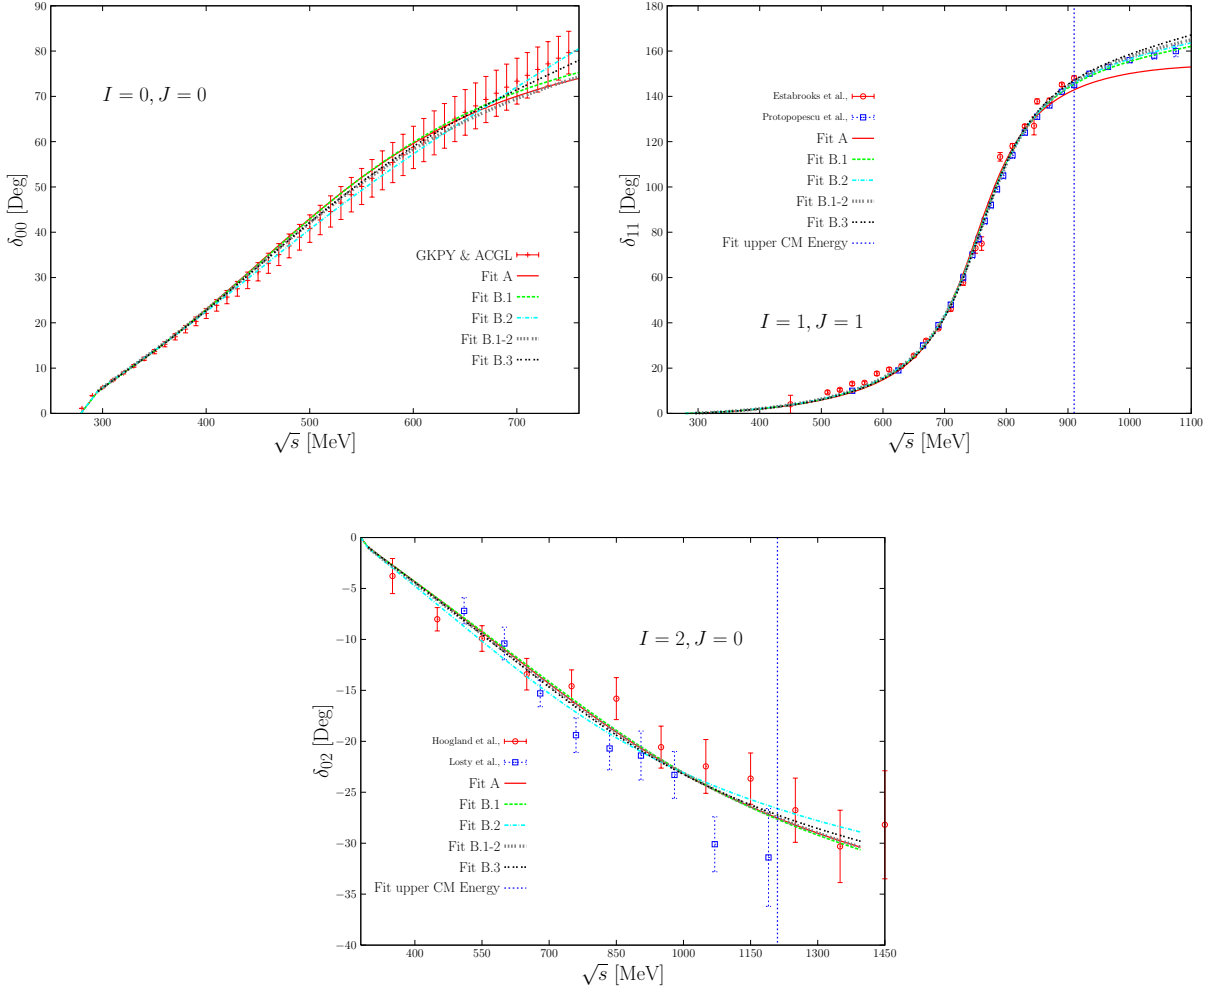 90
80
70
60
50
40
30
20
10
0
δ00 [Deg]
I = 0, J = 0
GKPY & ACGL
Fit A
Fit B.1
Fit B.2
Fit B.1-2
Fit B.3
300 400 500 600 700
√s [MeV]
180
160
140
120
100
80
60
40
20
0
δ11 [Deg]
Estabrooks et al.,
Protopopescu et al.,
Fit A
Fit B.1
Fit B.2
Fit B.1-2
Fit B.3
Fit upper CM Energy
I = 1, J = 1
300 400 500 600 700 800 900 1000 1100
√s [MeV]
0
−5
−10
−15
−20
−25
−30
−35
−40
δ02 [Deg]
I = 2, J = 0
Hoogland et al.,
Losty et al.,
Fit A
Fit B.1
Fit B.2
Fit B.1-2
Fit B.3
Fit upper CM Energy
400 550 700 850 1000 1150 1300 1450
√s [MeV]